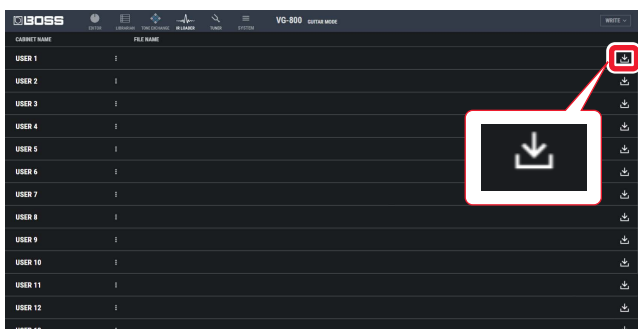 BOSS
EDITOR LIBRARIAN TONE EXCHANGE IR LOADER TUNER SYSTEM
VG-800 GUITAR MODE
WRITE
CABINET NAME FILE NAME
USER 1 :
USER 2 :
USER 3 :
USER 4 :
USER 5 :
USER 6 :
USER 7 :
USER 8 :
USER 9 :
USER 10 :
USER 11 :
USER 12 :